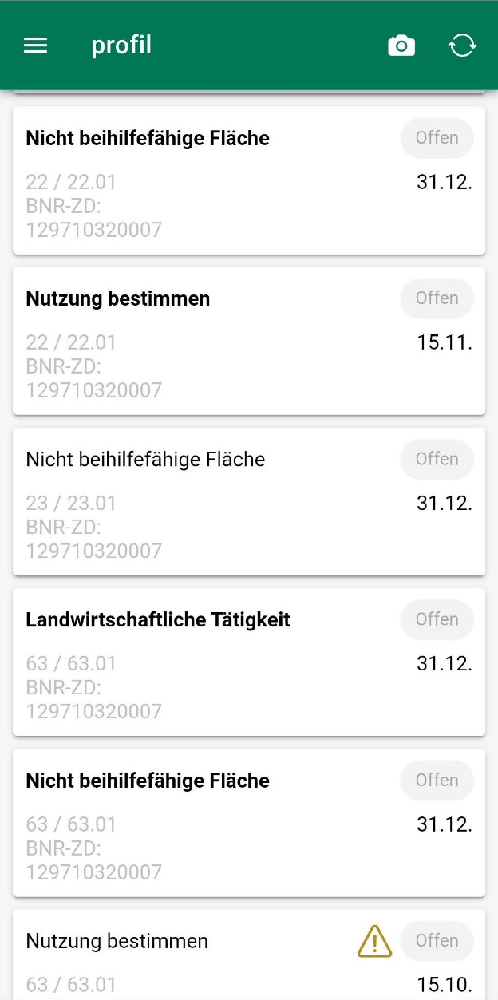 profil
Nicht beihilfefähige Fläche Offen
22 / 22.01 31.12.
BNR-ZD:
129710320007
Nutzung bestimmen Offen
22 / 22.01 15.11.
BNR-ZD:
129710320007
Nicht beihilfefähige Fläche Offen
23 / 23.01 31.12.
BNR-ZD:
129710320007
Landwirtschaftliche Tätigkeit Offen
63 / 63.01 31.12.
BNR-ZD:
129710320007
Nicht beihilfefähige Fläche Offen
63 / 63.01 31.12.
BNR-ZD:
129710320007
Nutzung bestimmen Offen
63 / 63.01 15.10.